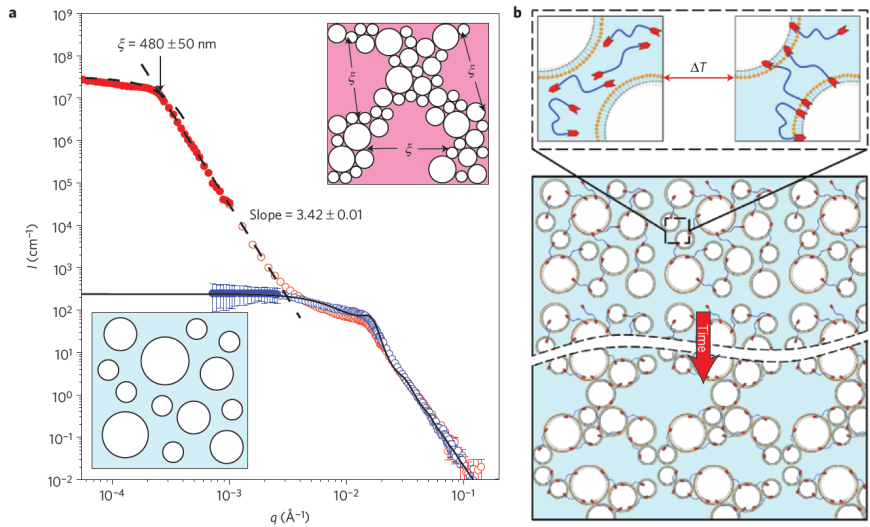 a
10⁹
10⁸
10⁷
10⁶
10⁵
10⁴
10³
10²
10¹
10⁰
10⁻¹
10⁻²
I (cm⁻¹)
10⁻⁴
10⁻³
10⁻²
10⁻¹
q (Å⁻¹)
ξ = 480 ± 50 nm
Slope = 3.42 ± 0.01
ξ
ξ
ξ
b
ΔT
Time